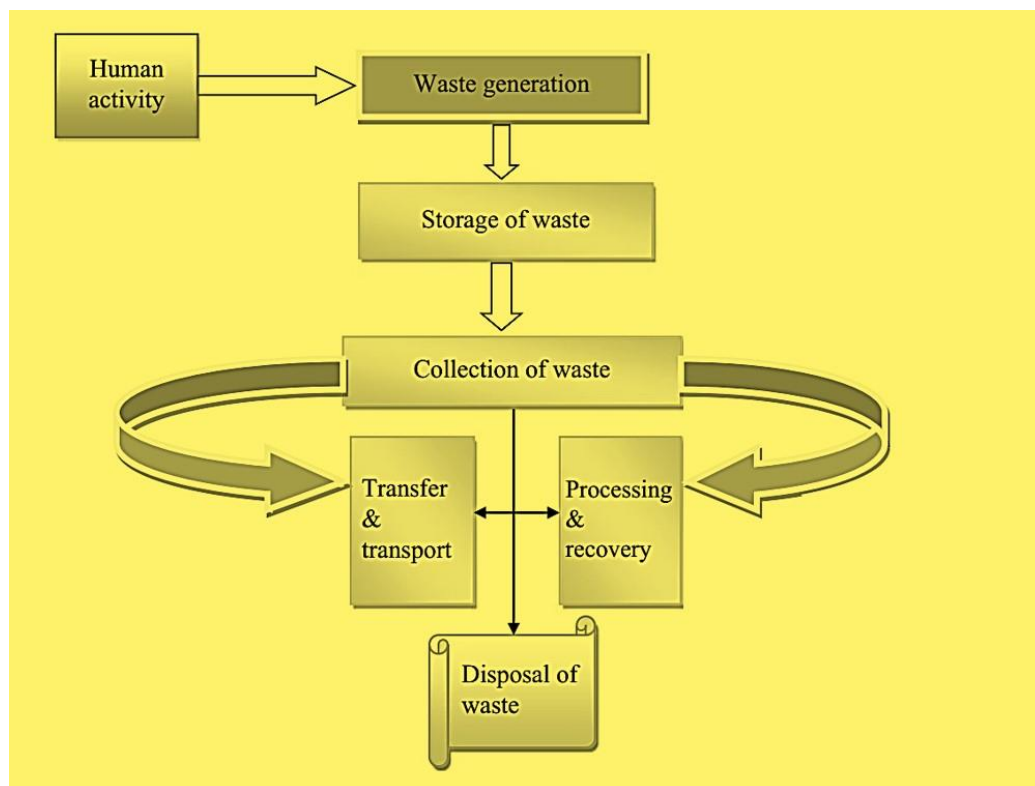 Human
activity
Waste generation
Storage of waste
Collection of waste
Transfer
&
transport
Processing
&
recovery
Disposal of
waste